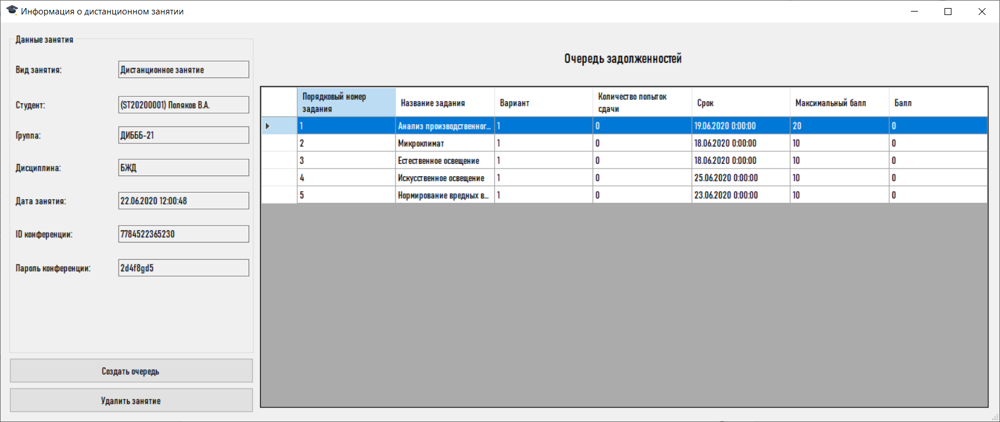 Информация о дистанционном занятии
Данные занятия
Вид занятия: Дистанционное занятие
Студент: (ST20200001) Поляков В.А.
Группа: ДИБББ-21
Дисциплина: БЖД
Дата занятия: 22.06.2020 12:00:48
ID конференции: 7784522365230
Пароль конференции: 2d4f8gd5
Создать очередь
Удалить занятие
Очередь задолженностей
Порядковый номер задания Название задания Вариант Количество попыток сдачи Срок Максимальный балл Балл
1 Анализ производственног... 1 0 19.06.2020 0:00:00 20 0
2 Микроклимат 1 0 18.06.2020 0:00:00 10 0
3 Естественное освещение 1 0 18.06.2020 0:00:00 10 0
4 Искусственное освещение 1 0 25.06.2020 0:00:00 10 0
5 Нормирование вредных в... 1 0 23.06.2020 0:00:00 10 0